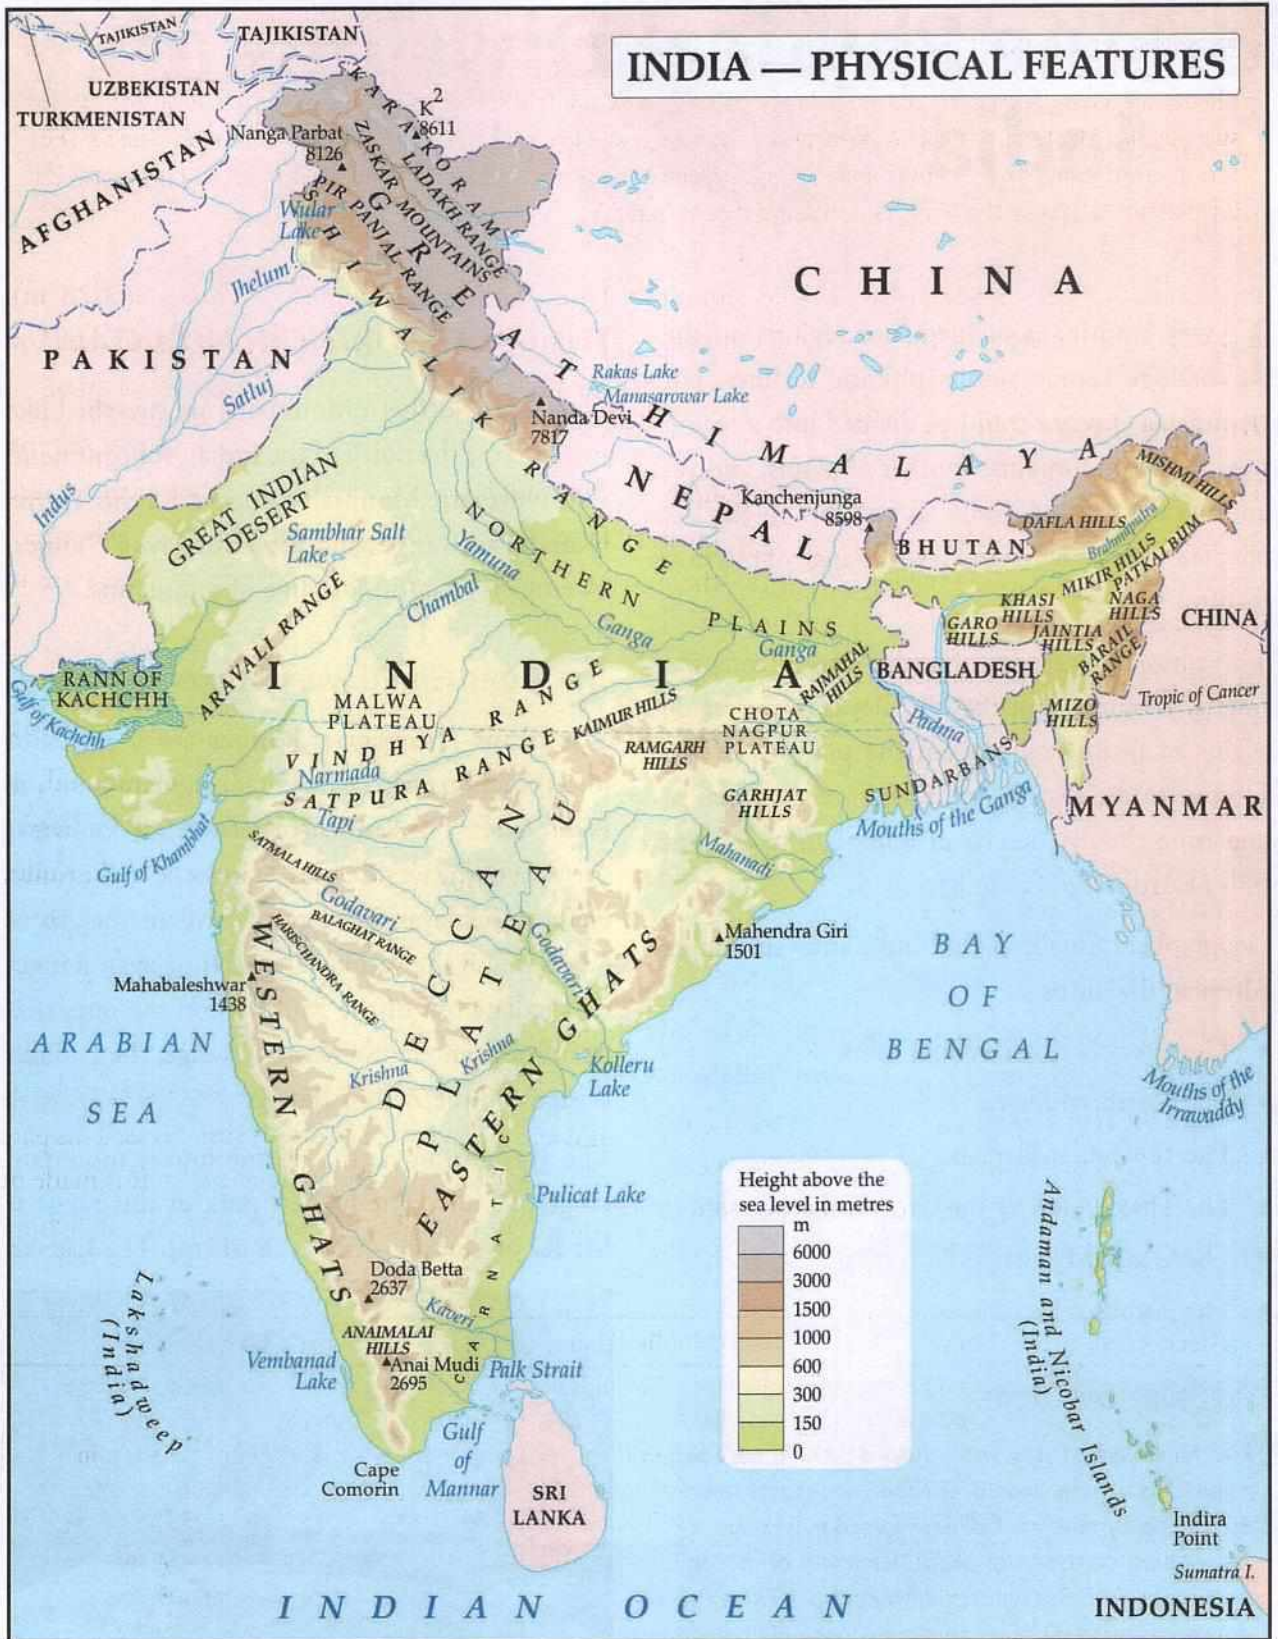 INDIA — PHYSICAL FEATURES
TAJIKISTAN
TAJIKISTAN
UZBEKISTAN
TURKMENISTAN
AFGHANISTAN
KARAKORAM
K2
8611
Nanga Parbat
8126
ZASKAR MOUNTAINS
LADAKH RANGE
PIR PANJAL RANGE
Wular
Lake
SHIWALIK RANGE
GREAT HIMALAYA
CHINA
Jhelum
PAKISTAN
Satluj
Rakas Lake
Manasarowar Lake
Nanda Devi
7817
NEPAL
Kanchenjunga
8598
BHUTAN
MISHMI HILLS
DAFLA HILLS
Brahmaputra
MIKIR HILLS
PATKAI BUM
NAGA
HILLS
KHASI
HILLS
GARO
HILLS
JAINTIA
HILLS
BARAIL
RANGE
CHINA
Indus
GREAT INDIAN
DESERT
Sambhar Salt
Lake
NORTHERN PLAINS
Yamuna
Chambal
Ganga
Ganga
ARAVALI RANGE
INDIA
RAJMAHAL
HILLS
BANGLADESH
Tropic of Cancer
RANN OF
KACHCHH
Gulf of Kachchh
MALWA
PLATEAU
VINDHYA RANGE
KAIMUR HILLS
CHOTA
NAGPUR
PLATEAU
RAMGARH
HILLS
Padma
MIZO
HILLS
Narmada
SATPURA RANGE
Tapi
GARHJAT
HILLS
SUNDARBANS
Mouths of the Ganga
MYANMAR
Gulf of Khambhat
SATMALA HILLS
Godavari
BALAGHAT RANGE
HARISCHANDRA RANGE
DECCAN
PLATEAU
Mahanadi
Godavari
Mahendra Giri
1501
Mahabaleshwar
1438
WESTERN GHATS
EASTERN GHATS
BAY
OF
BENGAL
ARABIAN
SEA
Krishna
Krishna
Kolleru
Lake
Mouths of the
Irrawaddy
Pulicat Lake
CARNATIC
Height above the
sea level in metres
m
6000
3000
1500
1000
600
300
150
0
Doda Betta
2637
Kaveri
ANAIMALAI
HILLS
Anai Mudi
2695
Vembanad
Lake
Palk Strait
Lakshadweep
(India)
Andaman and Nicobar Islands
(India)
Gulf
of
Mannar
Cape
Comorin
SRI
LANKA
Indira
Point
Sumatra I.
INDONESIA
INDIAN OCEAN